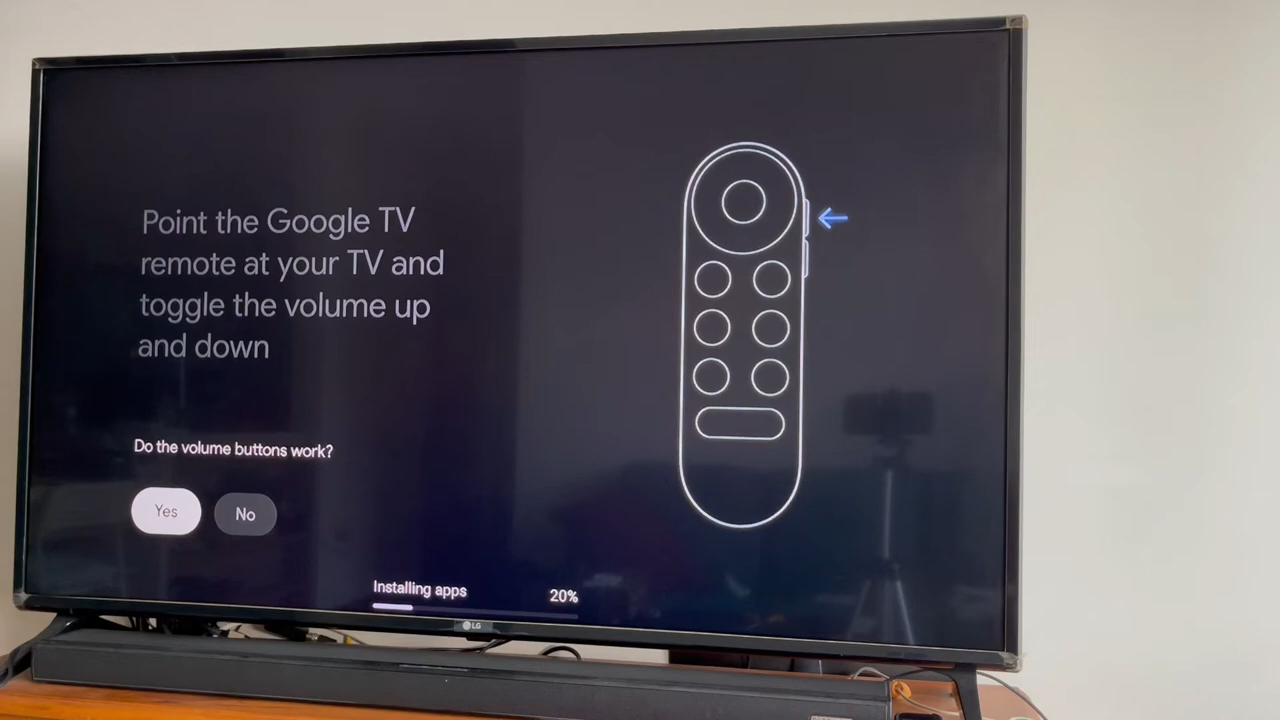 Point the Google TV
remote at your TV and
toggle the volume up
and down
Do the volume buttons work?
Yes
No
Installing apps
20%
LG